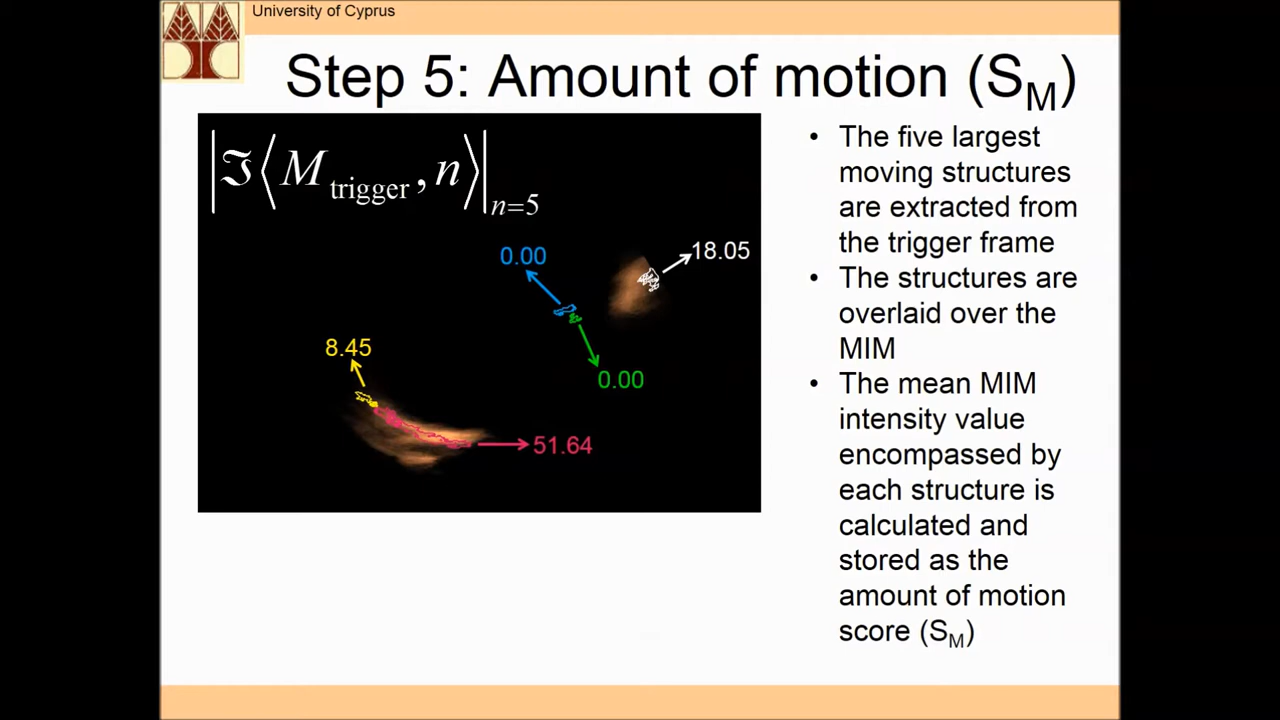 University of Cyprus
Step 5: Amount of motion (S_M)
|ℑ⟨M_trigger, n⟩|_n=5
0.00
18.05
8.45
0.00
51.64
• The five largest
moving structures
are extracted from
the trigger frame
• The structures are
overlaid over the
MIM
• The mean MIM
intensity value
encompassed by
each structure is
calculated and
stored as the
amount of motion
score (S_M)